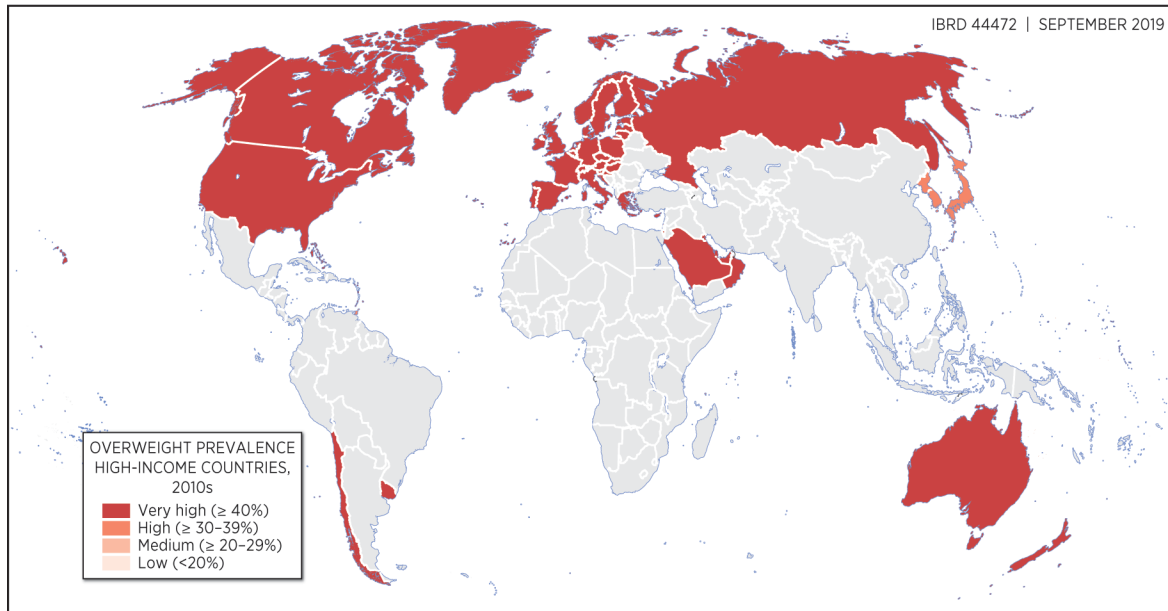 IBRD 44472 | SEPTEMBER 2019
OVERWEIGHT PREVALENCE
HIGH-INCOME COUNTRIES,
2010s
Very high (≥ 40%)
High (≥ 30–39%)
Medium (≥ 20–29%)
Low (<20%)